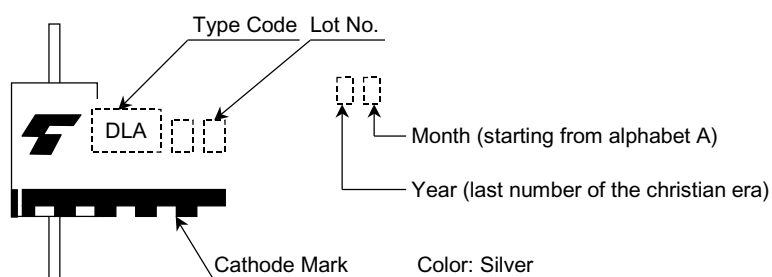 Type Code Lot No.
DLA
Month (starting from alphabet A)
Year (last number of the christian era)
Cathode Mark Color: Silver